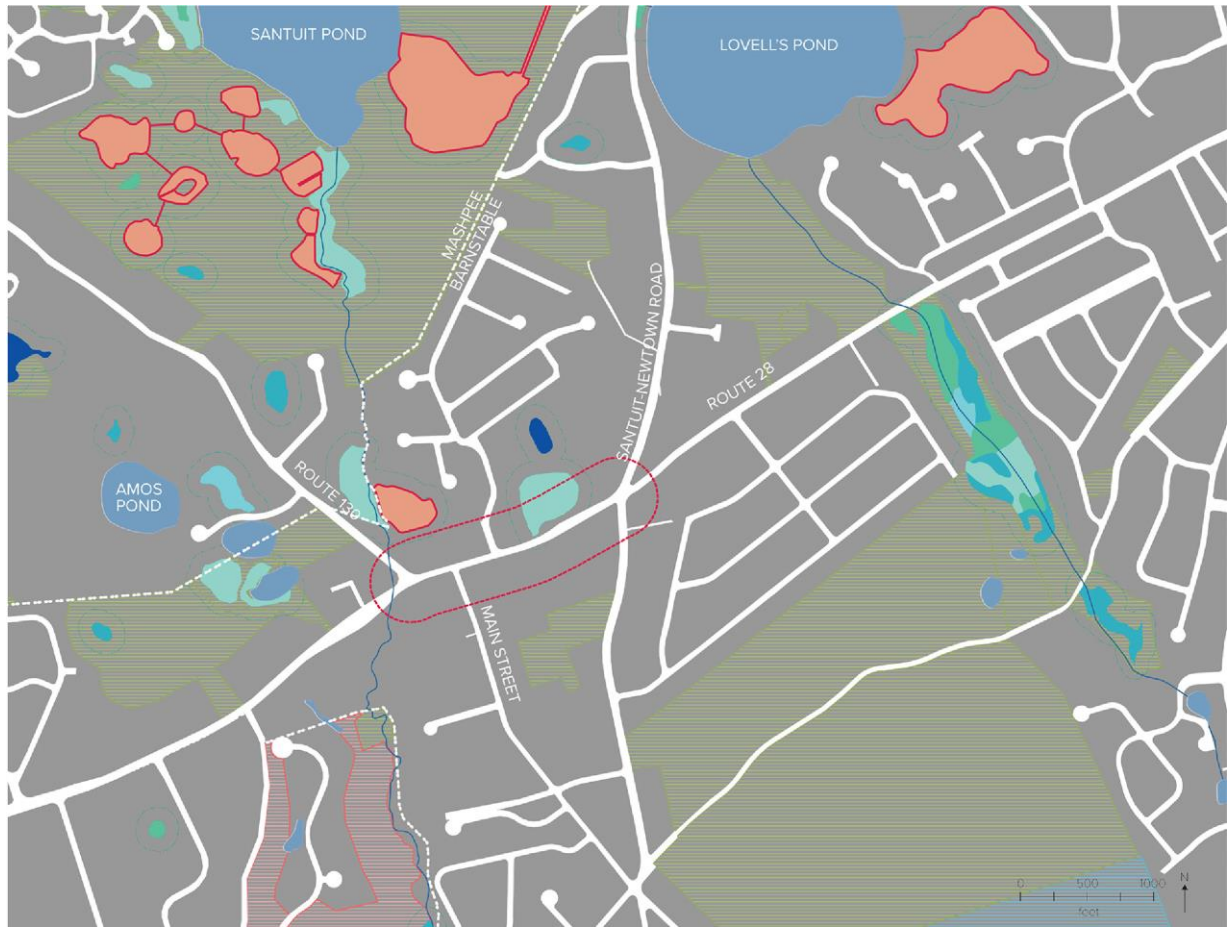 SANTUIT POND
LOVELL'S POND
MASHPEE
BARNSTABLE
SANTUIT-NEWTOWN ROAD
ROUTE 28
AMOS
POND
ROUTE 130
MAIN STREET
0 500 1000
feet
N